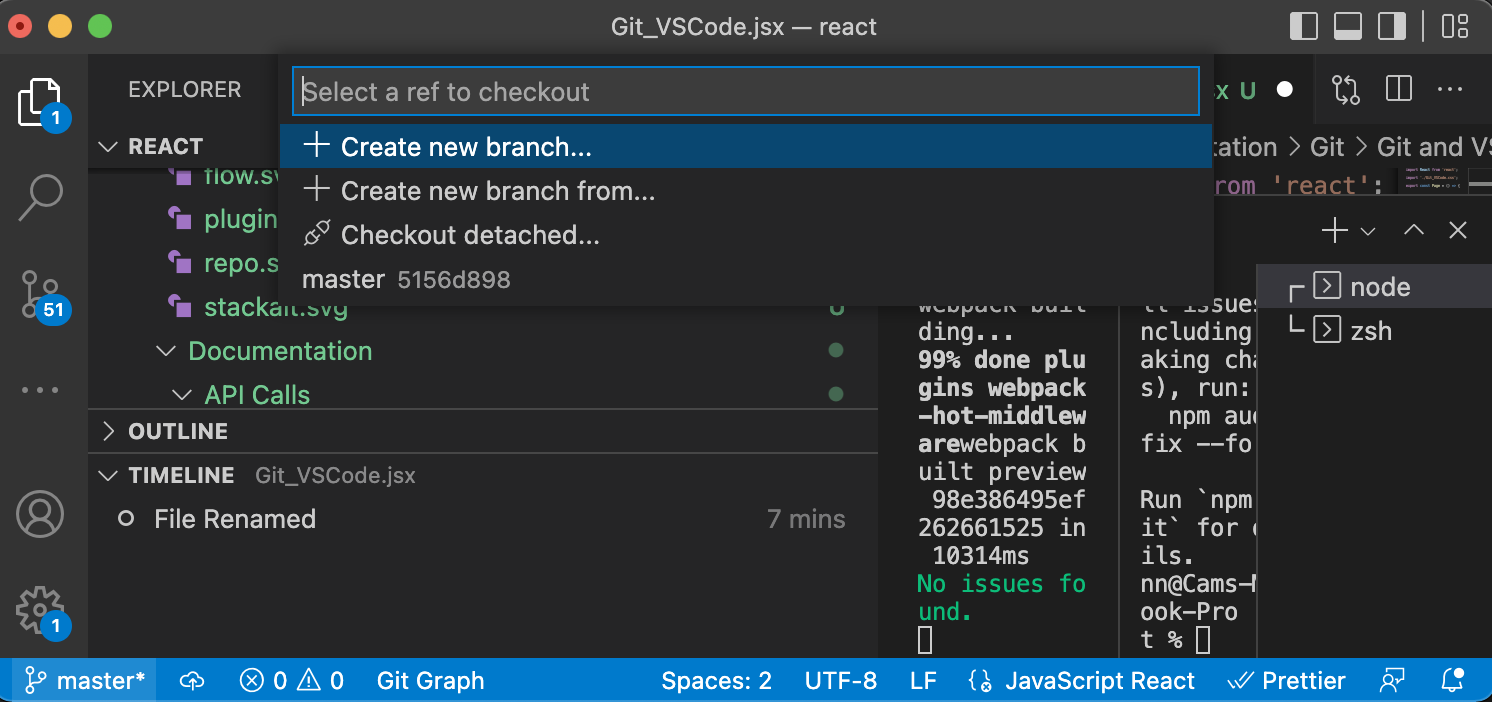 Git_VSCode.jsx — react
EXPLORER
Select a ref to checkout
x U
1
REACT
Create new branch...
Create new branch from...
Checkout detached...
master 5156d898
tation > Git > Git and VS
from 'react';
flow.sv
plugin
repo.s
stackalt.svg
U
Documentation
API Calls
51
OUTLINE
TIMELINE Git_VSCode.jsx
File Renamed 7 mins
1
webpack buil
ding...
99% done plu
gins webpack
-hot-middlew
arewebpack b
uilt preview
98e386495ef
262661525 in
10314ms
No issues fo
und.
ll issues
ncluding
aking cha
s), run:
npm aud
fix --fo
Run `npm
it` for
ils.
nn@Cams-M
ook-Pro
t %
node
zsh
master* 0 0 Git Graph Spaces: 2 UTF-8 LF JavaScript React Prettier